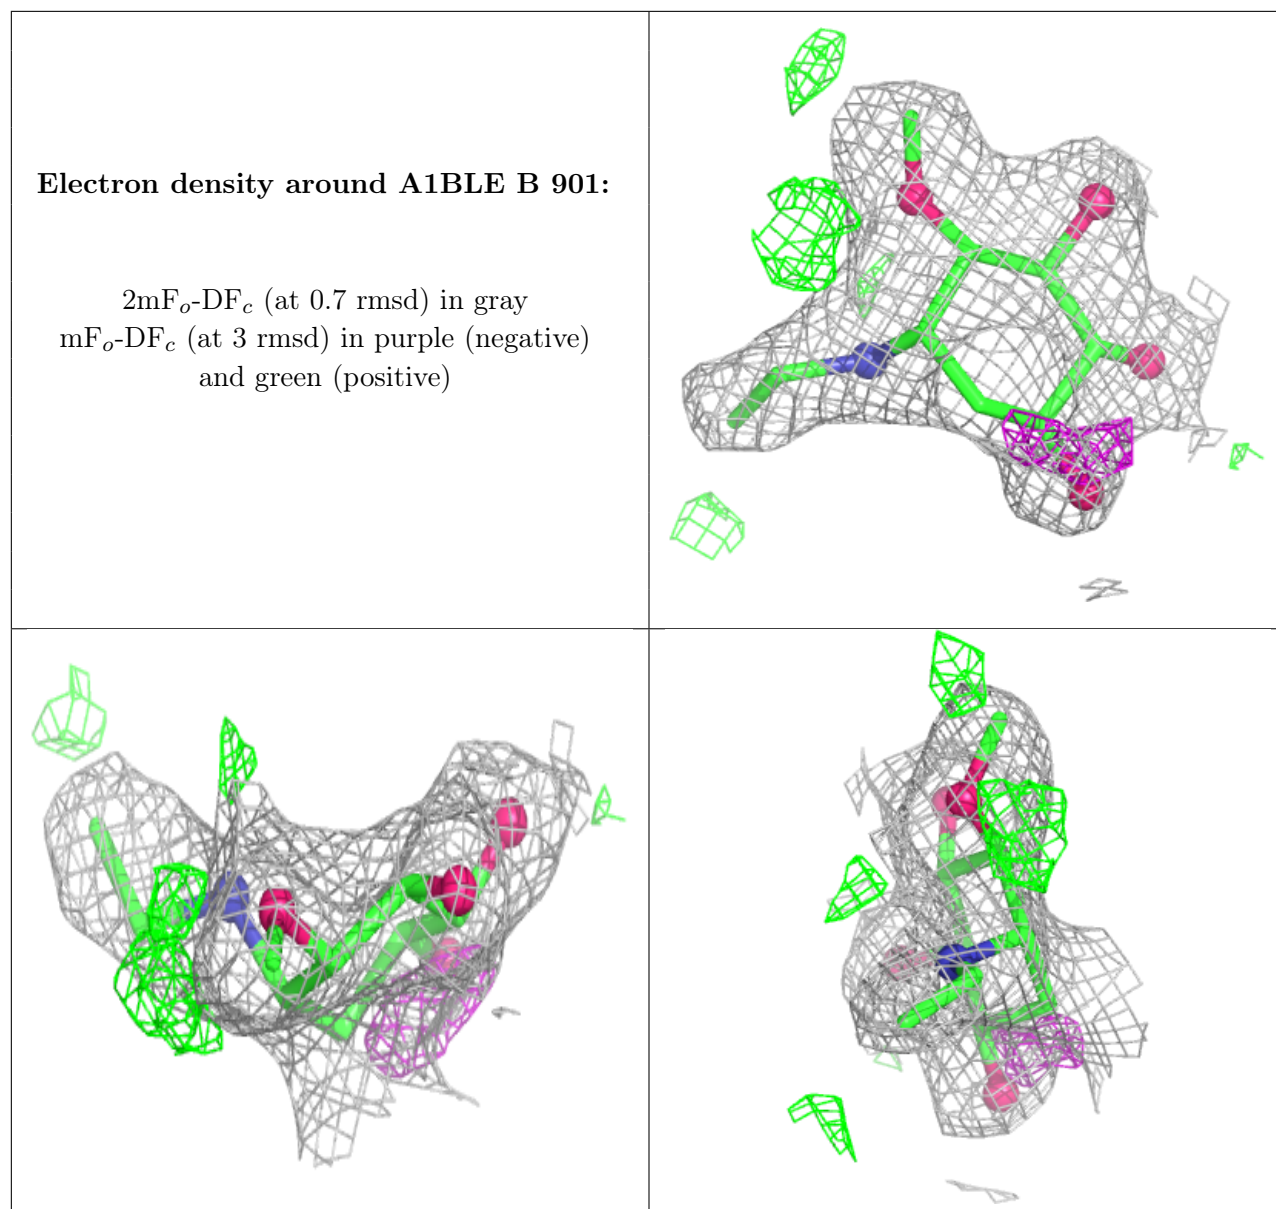 Electron density around A1BLE B 901:
2mFo-DFc (at 0.7 rmsd) in gray
mFo-DFc (at 3 rmsd) in purple (negative)
and green (positive)